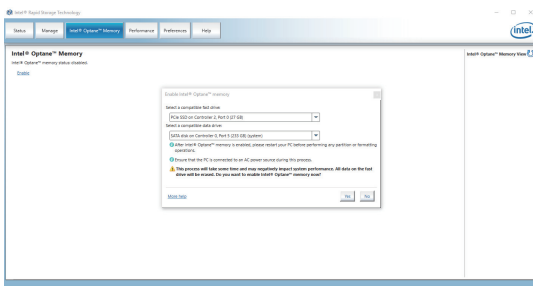 Intel® Rapid Storage Technology
Status
Manage
Intel® Optane™ Memory
Performance
Preferences
Help
intel
Intel® Optane™ Memory
Intel® Optane™ memory status: disabled.
Enable
Intel® Optane™ Memory View
Enable Intel® Optane™ memory
Select a compatible fast drive:
PCIe SSD on Controller 2, Port 0 (27 GB)
Select a compatible data drive:
SATA disk on Controller 0, Port 5 (233 GB) (system)
After Intel® Optane™ memory is enabled, please restart your PC before performing any partition or formatting
operations.
Ensure that the PC is connected to an AC power source during this process.
This process will take some time and may negatively impact system performance. All data on the fast
drive will be erased. Do you want to enable Intel® Optane™ memory now?
More help
Yes